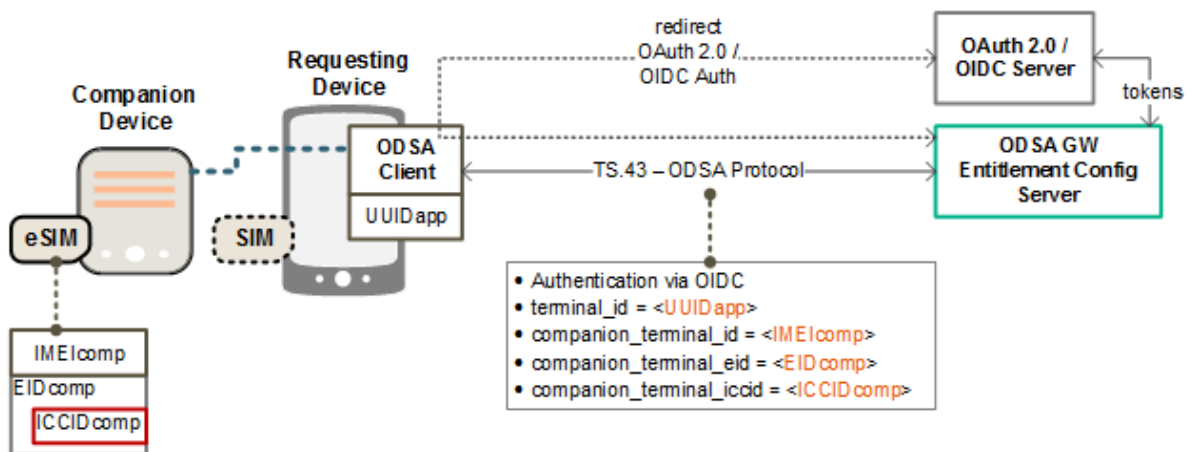 redirect
OAuth 2.0 /
OIDC Auth
OAuth 2.0 /
OIDC Server
tokens
Requesting
Device
Companion
Device
ODSA
Client
UUIDapp
TS.43 – ODSA Protocol
ODSA GW
Entitlement Config
Server
eSIM
SIM
• Authentication via OIDC
• terminal_id = <UUIDapp>
• companion_terminal_id = <IMEIcomp>
• companion_terminal_eid = <EIDcomp>
• companion_terminal_iccid = <ICCIDcomp>
IMEIcomp
EIDcomp
ICCIDcomp